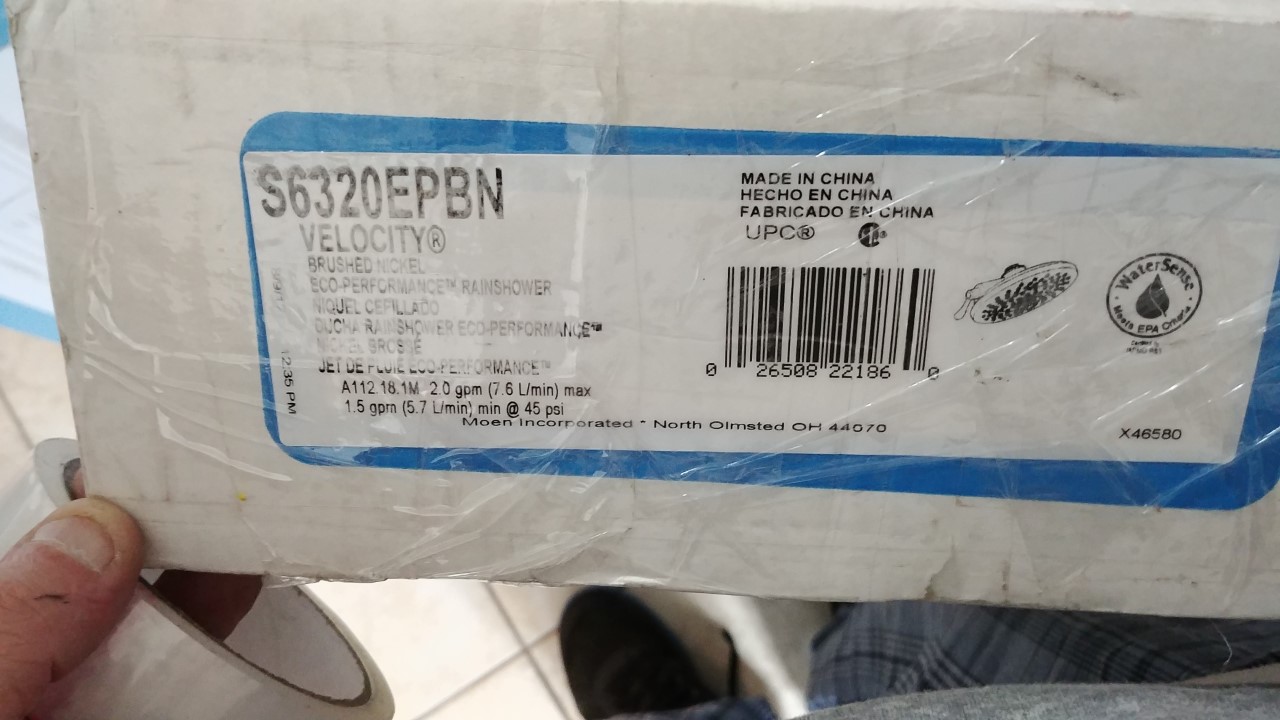 S6320EPBN
VELOCITY®
BRUSHED NICKEL
ECO-PERFORMANCE™ RAINSHOWER
NIQUEL CEPILLADO
DUCHA RAINSHOWER ECO-PERFORMANCE™
NICKEL BROSSÉ
JET DE PLUIE ECO-PERFORMANCE™
A112.18.1M 2.0 gpm (7.6 L/min) max
1.5 gpm (5.7 L/min) min @ 45 psi
12:35 PM
MADE IN CHINA
HECHO EN CHINA
FABRICADO EN CHINA
UPC®
0 26508 22186 0
Moen Incorporated * North Olmsted OH 44070
WaterSense
Meets EPA Criteria
X46580